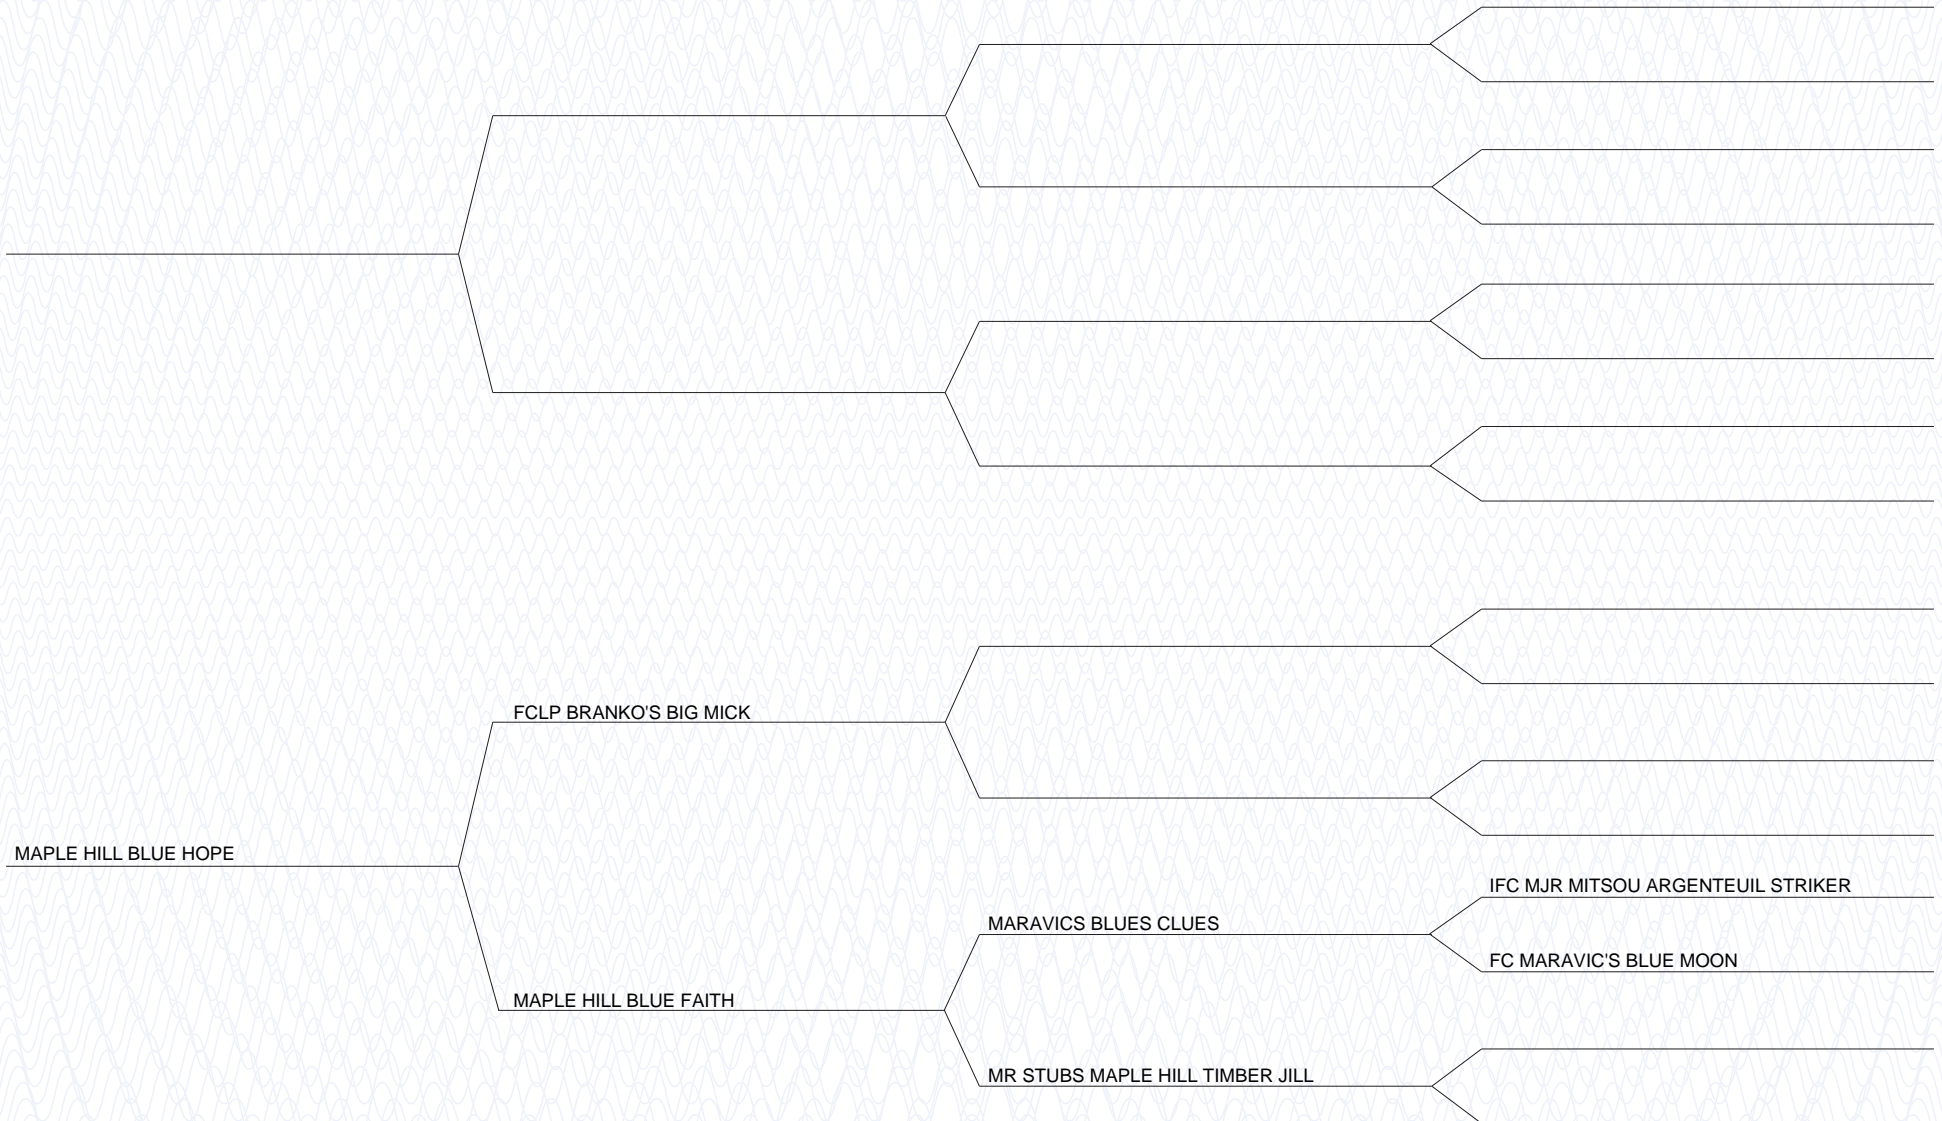 FCLP BRANKO'S BIG MICK
MAPLE HILL BLUE HOPE
IFC MJR MITSOU ARGENTEUIL STRIKER
MARAVICS BLUES CLUES
FC MARAVIC'S BLUE MOON
MAPLE HILL BLUE FAITH
MR STUBS MAPLE HILL TIMBER JILL